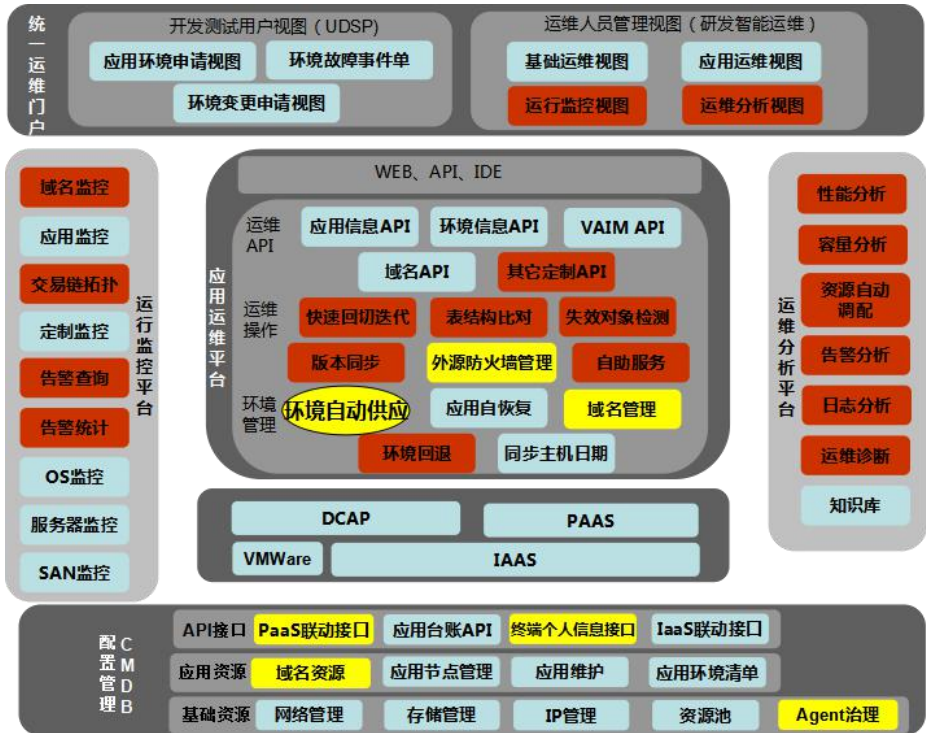 统一运维门户
开发测试用户视图（UDSP）
应用环境申请视图
环境故障事件单
环境变更申请视图
运维人员管理视图（研发智能运维）
基础运维视图
应用运维视图
运行监控视图
运维分析视图
域名监控
应用监控
交易链拓扑
定制监控
告警查询
告警统计
OS监控
服务器监控
SAN监控
运行监控平台
应用运维平台
WEB、API、IDE
运维
API
应用信息API
环境信息API
VAIM API
域名API
其它定制API
运维
操作
快速回切迭代
表结构比对
失效对象检测
版本同步
外源防火墙管理
自助服务
环境
管理
环境自动供应
应用自恢复
域名管理
环境回退
同步主机日期
DCAP
PAAS
VMWare
IAAS
运维分析平台
性能分析
容量分析
资源自动
调配
告警分析
日志分析
运维诊断
知识库
配置管理
CMDB
API接口
PaaS联动接口
应用台账API
终端个人信息接口
IaaS联动接口
应用资源
域名资源
应用节点管理
应用维护
应用环境清单
基础资源
网络管理
存储管理
IP管理
资源池
Agent治理